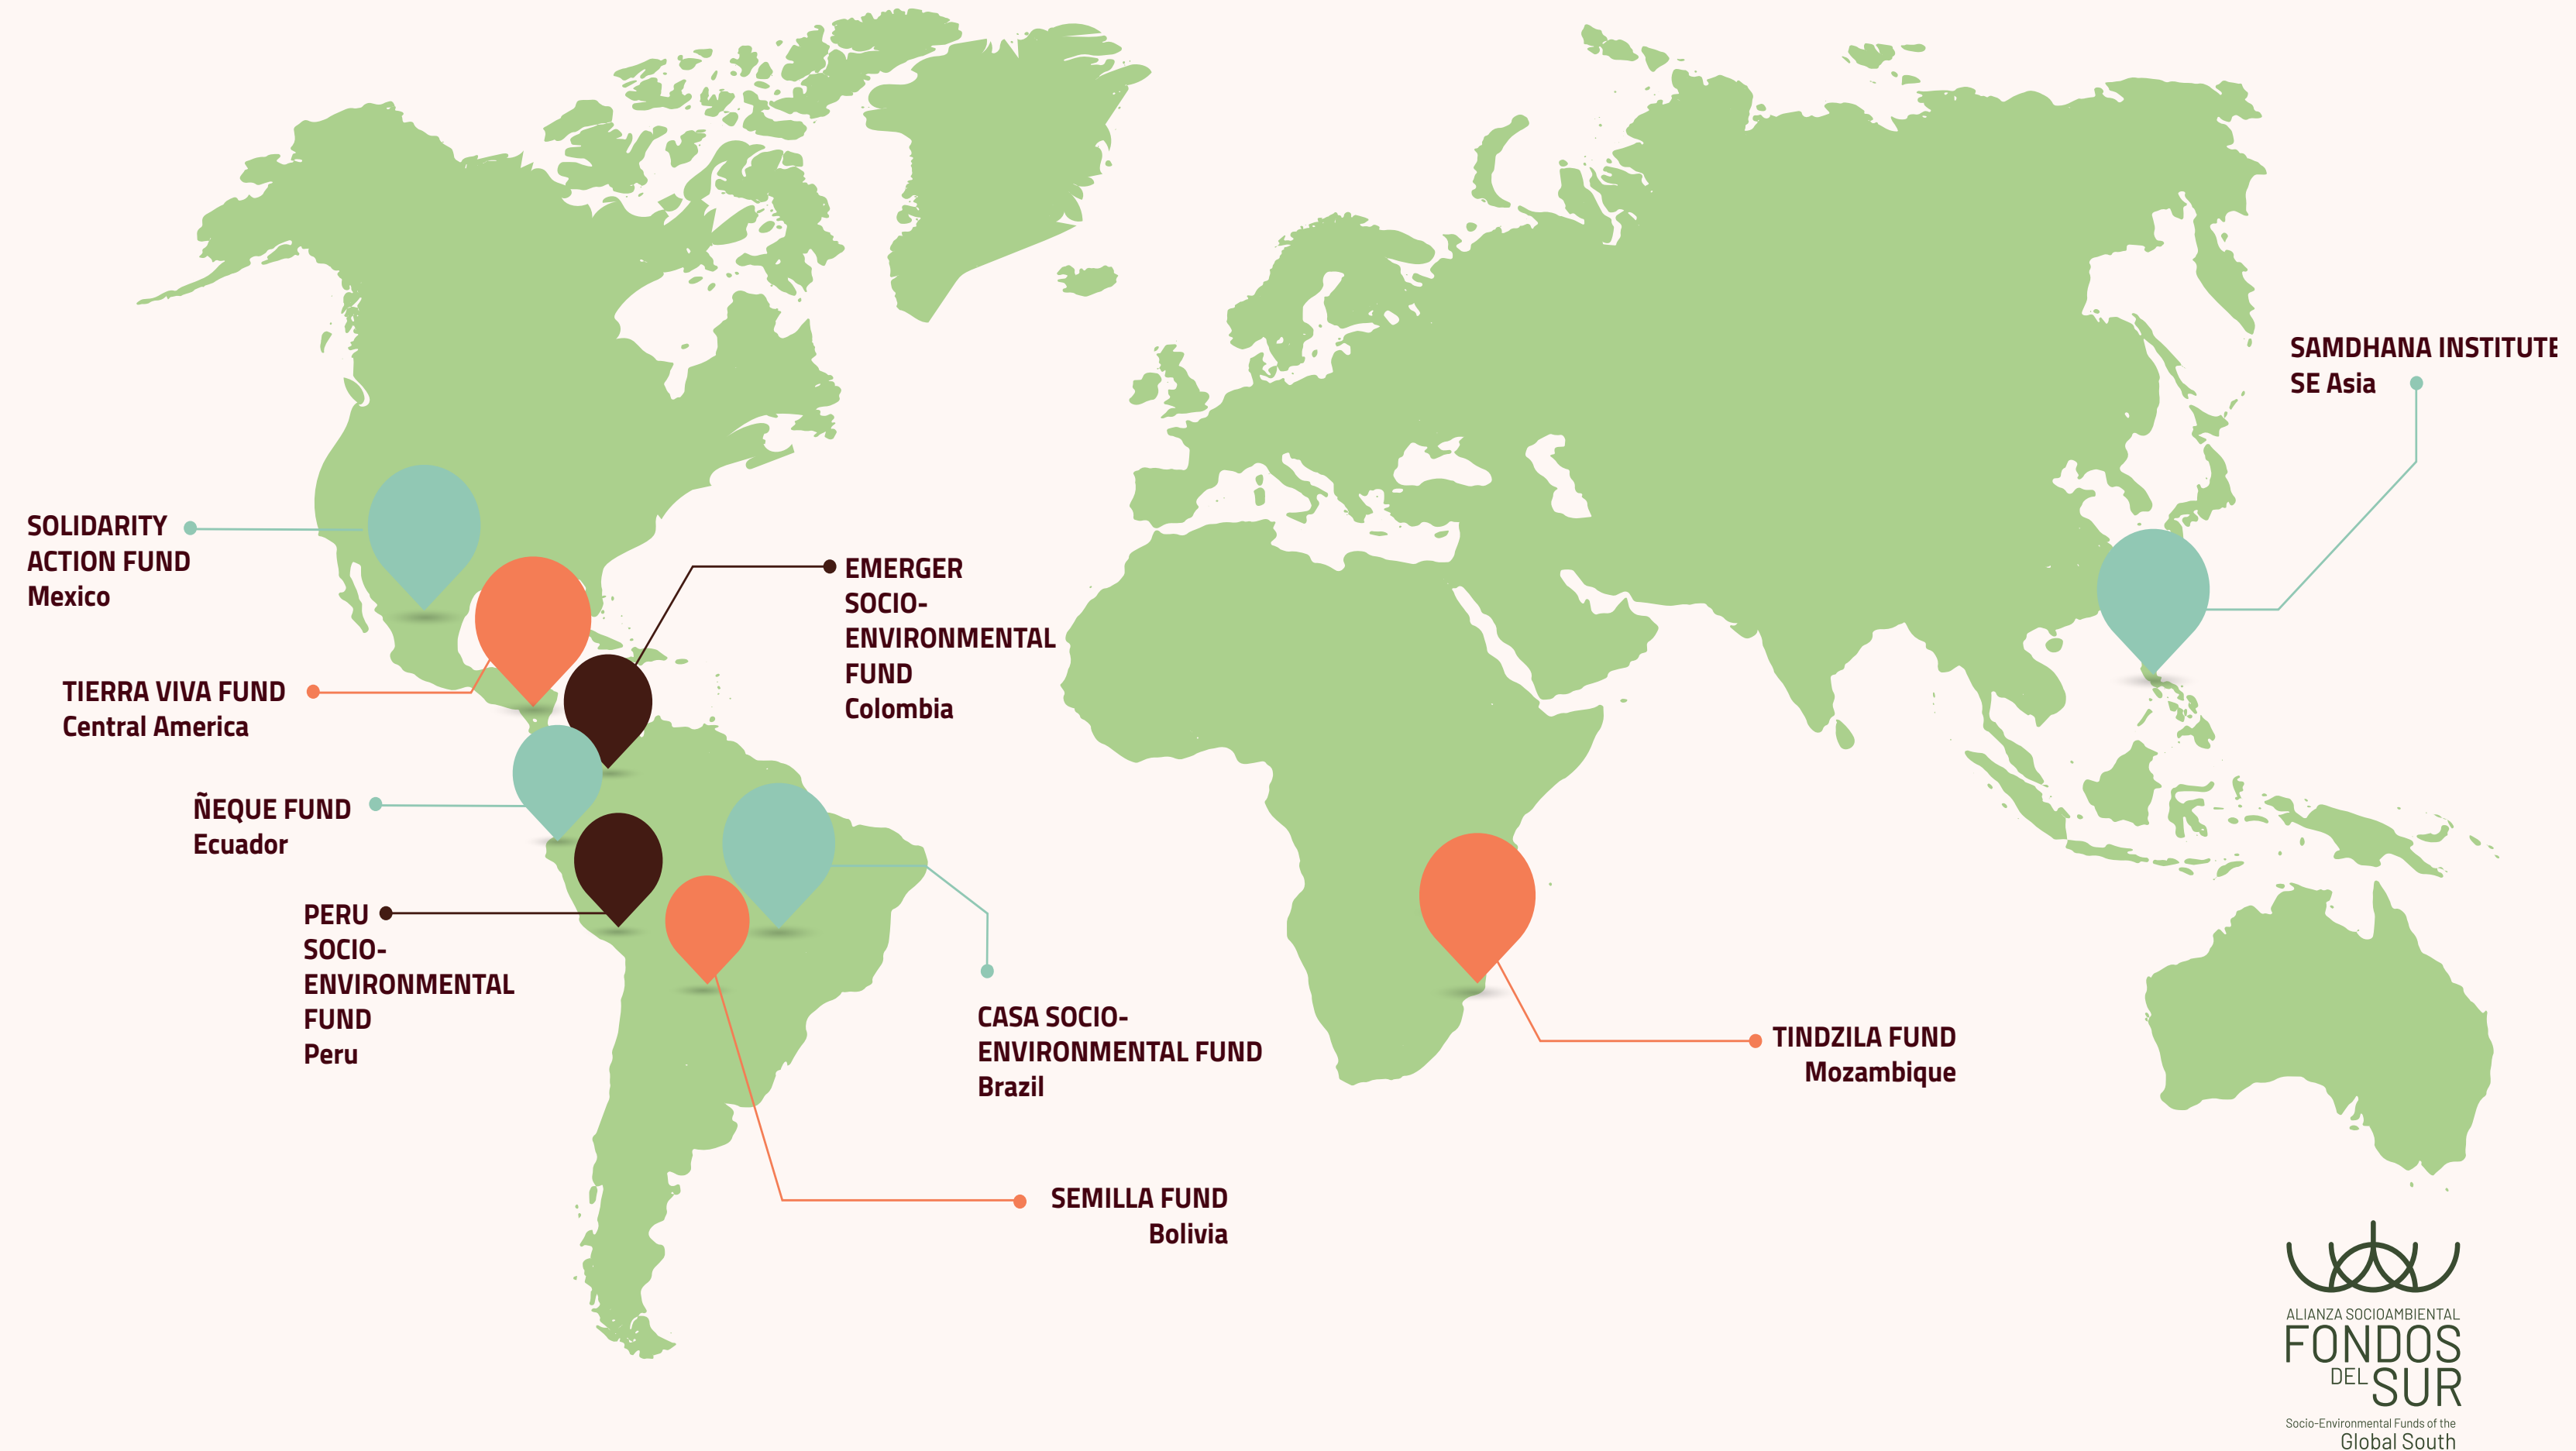 SAMDHANA INSTITUTE
SE Asia
SOLIDARITY
ACTION FUND
Mexico
EMERGER
SOCIO-
ENVIRONMENTAL
FUND
Colombia
TIERRA VIVA FUND
Central America
ÑEQUE FUND
Ecuador
PERU
SOCIO-
ENVIRONMENTAL
FUND
Peru
CASA SOCIO-
ENVIRONMENTAL FUND
Brazil
TINDZILA FUND
Mozambique
SEMILLA FUND
Bolivia
ALIANZA SOCIOAMBIENTAL
FONDOS
DEL SUR
Socio-Environmental Funds of the
Global South